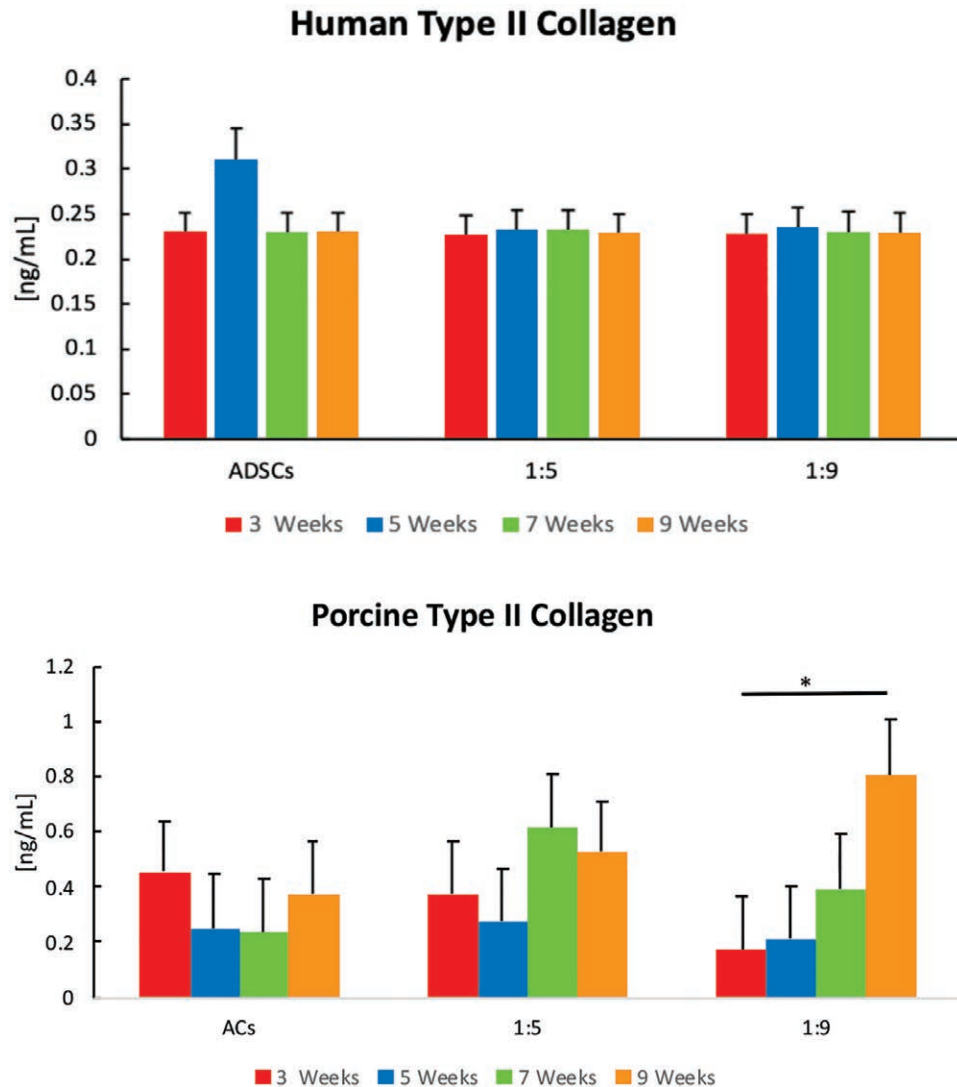 Human Type II Collagen
0.4
0.35
0.3
0.25
0.2
0.15
0.1
0.05
0
[ng/mL]
ADSCs 1:5 1:9
3 Weeks 5 Weeks 7 Weeks 9 Weeks
Porcine Type II Collagen
1.2
1
0.8
0.6
0.4
0.2
0
[ng/mL]
*
ACs 1:5 1:9
3 Weeks 5 Weeks 7 Weeks 9 Weeks